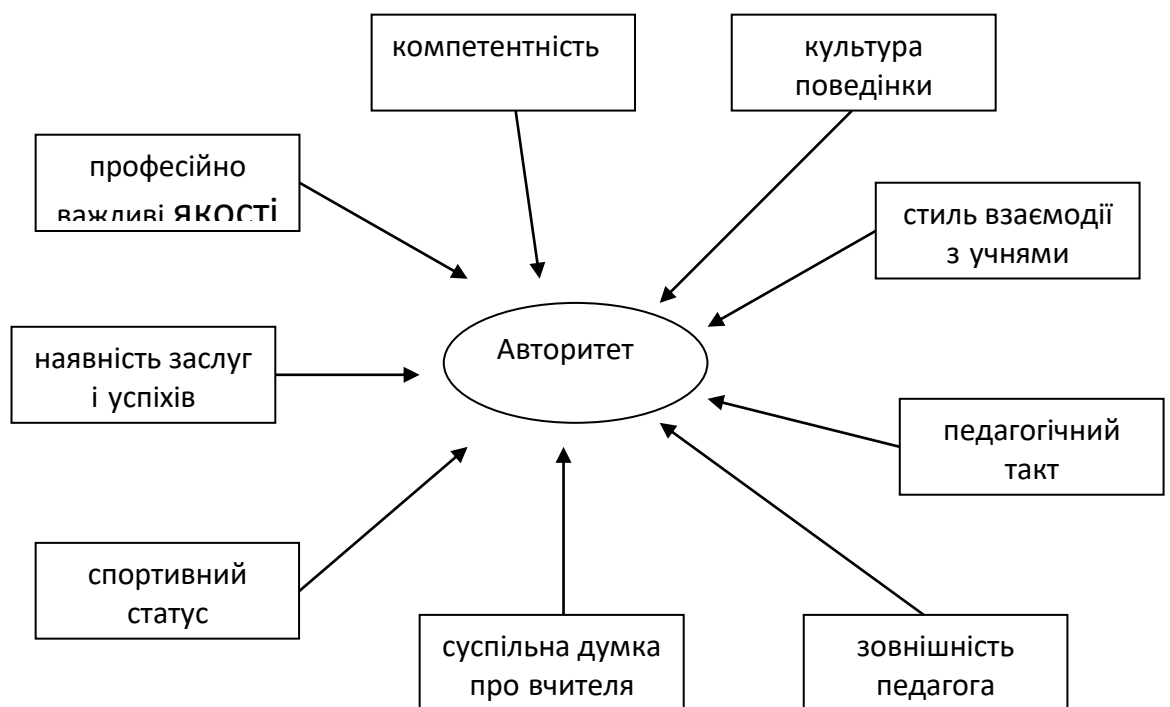 компетентність
культура
поведінки
професійно
важливі якості
стиль взаємодії
з учнями
Авторитет
наявність заслуг
і успіхів
педагогічний
такт
спортивний
статус
суспільна думка
про вчителя
зовнішність
педагога